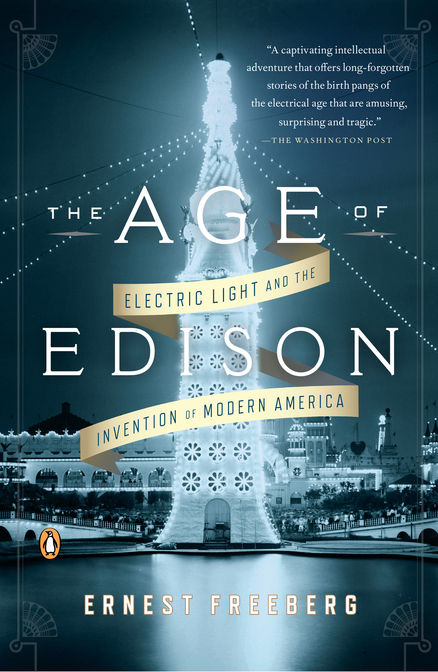 “A captivating intellectual
adventure that offers long-forgotten
stories of the birth pangs of
the electrical age that are amusing,
surprising and tragic.”
—THE WASHINGTON POST
THE AGE OF
ELECTRIC LIGHT AND THE
EDISON
INVENTION OF MODERN AMERICA
ERNEST FREEBERG